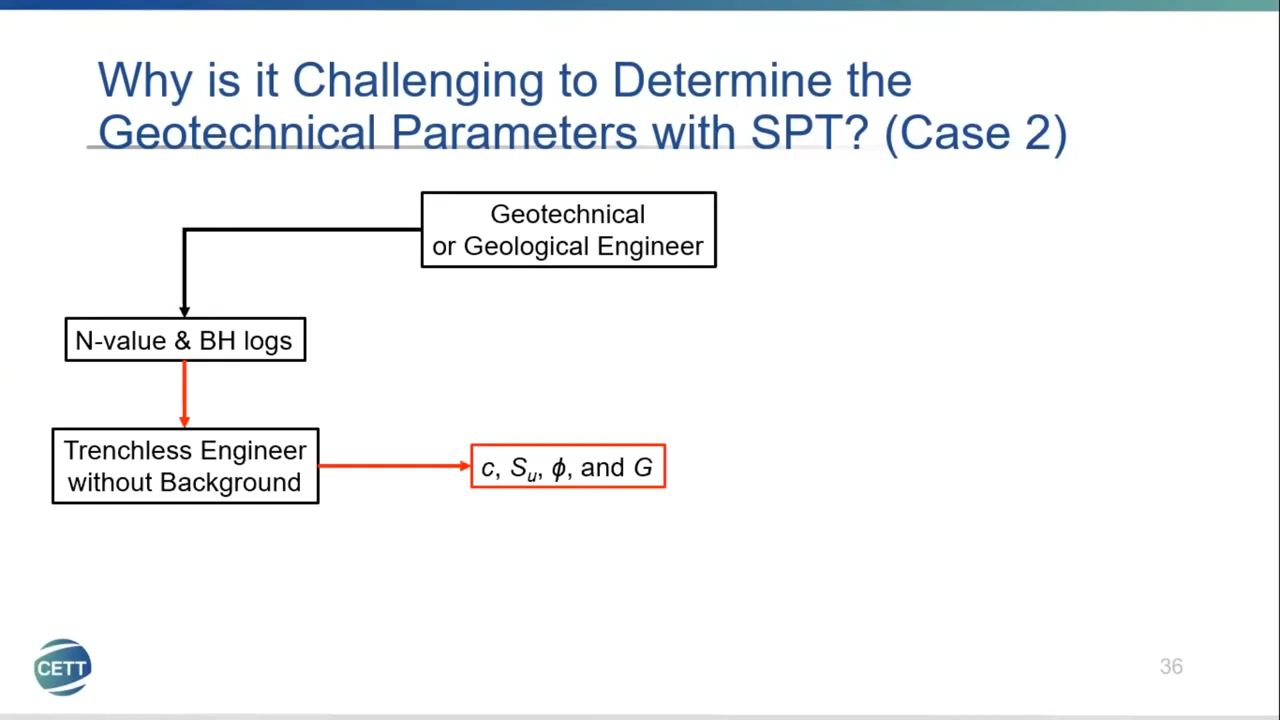 Why is it Challenging to Determine the
Geotechnical Parameters with SPT? (Case 2)
Geotechnical
or Geological Engineer
N-value & BH logs
Trenchless Engineer
without Background
c, Sᵤ, ϕ, and G
CETT
36